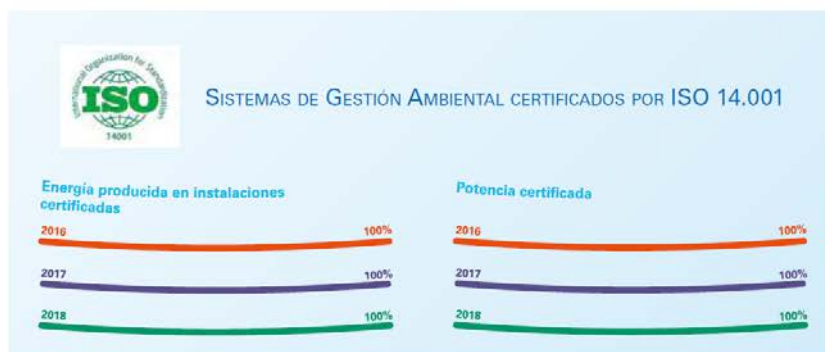 International Organization for Standardization
ISO
14001
SISTEMAS DE GESTIÓN AMBIENTAL CERTIFICADOS POR ISO 14.001
Energía producida en instalaciones
certificadas
2016 100%
2017 100%
2018 100%
Potencia certificada
2016 100%
2017 100%
2018 100%